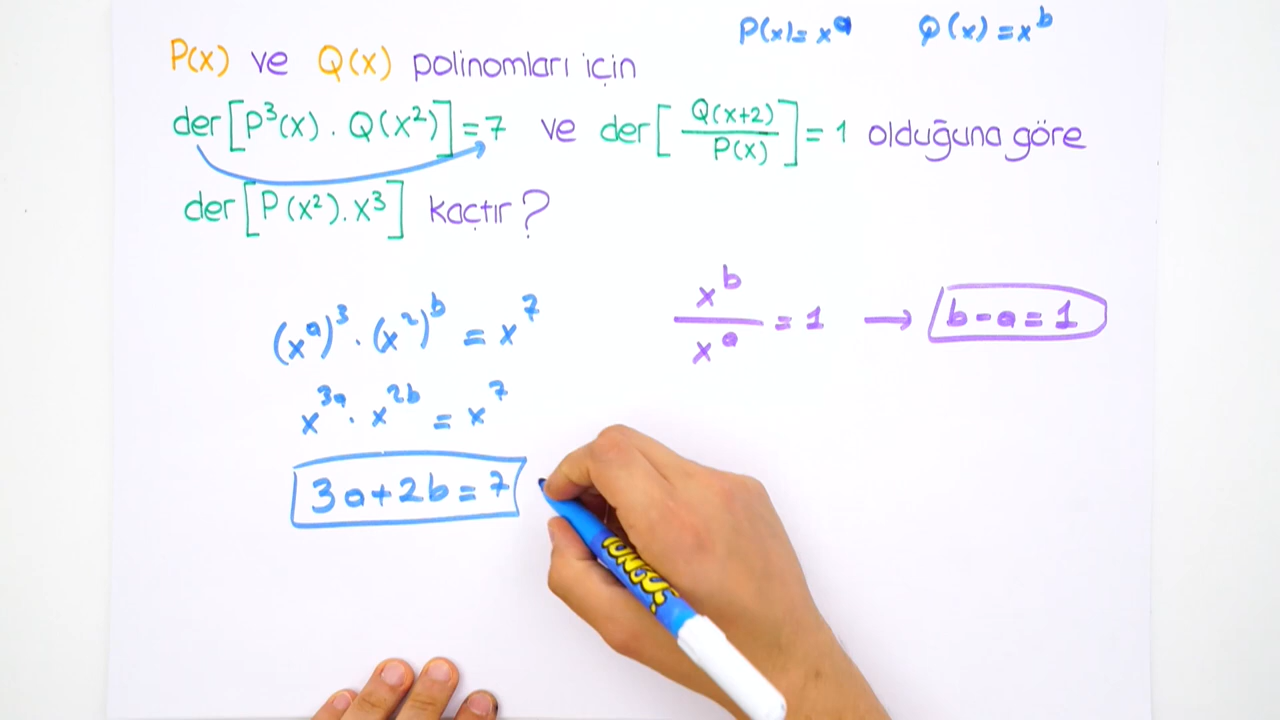 P(x) = x^a   Q(x) = x^b
P(x) ve Q(x) polinomları için
der[P³(x) . Q(x²)] = 7 ve der[Q(x+2) / P(x)] = 1 olduğuna göre
der[P(x²) . x³] kaçtır?
(x^a)^3 . (x^2)^b = x^7
x^b / x^a = 1 → b - a = 1
x^3a . x^2b = x^7
3a + 2b = 7